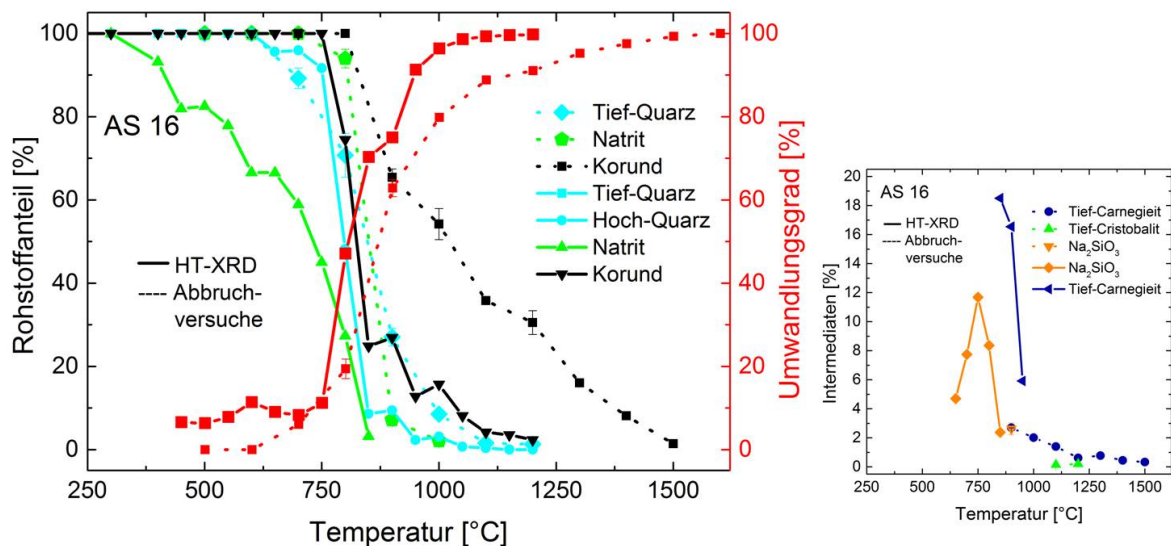 Rohstoffanteil [%]
100
80
60
40
20
0
AS 16
HT-XRD
Abbruch-
versuche
Tief-Quarz
Natrit
Korund
Tief-Quarz
Hoch-Quarz
Natrit
Korund
250 500 750 1000 1250 1500
Temperatur [°C]
100
80
60
40
20
0
Umwandlungsgrad [%]
Intermediaten [%]
20
18
16
14
12
10
8
6
4
2
0
AS 16
HT-XRD
Abbruch-
versuche
Tief-Carnegieit
Tief-Cristobalit
Na₂SiO₃
Na₂SiO₃
Tief-Carnegieit
250 500 750 1000 1250 1500
Temperatur [°C]